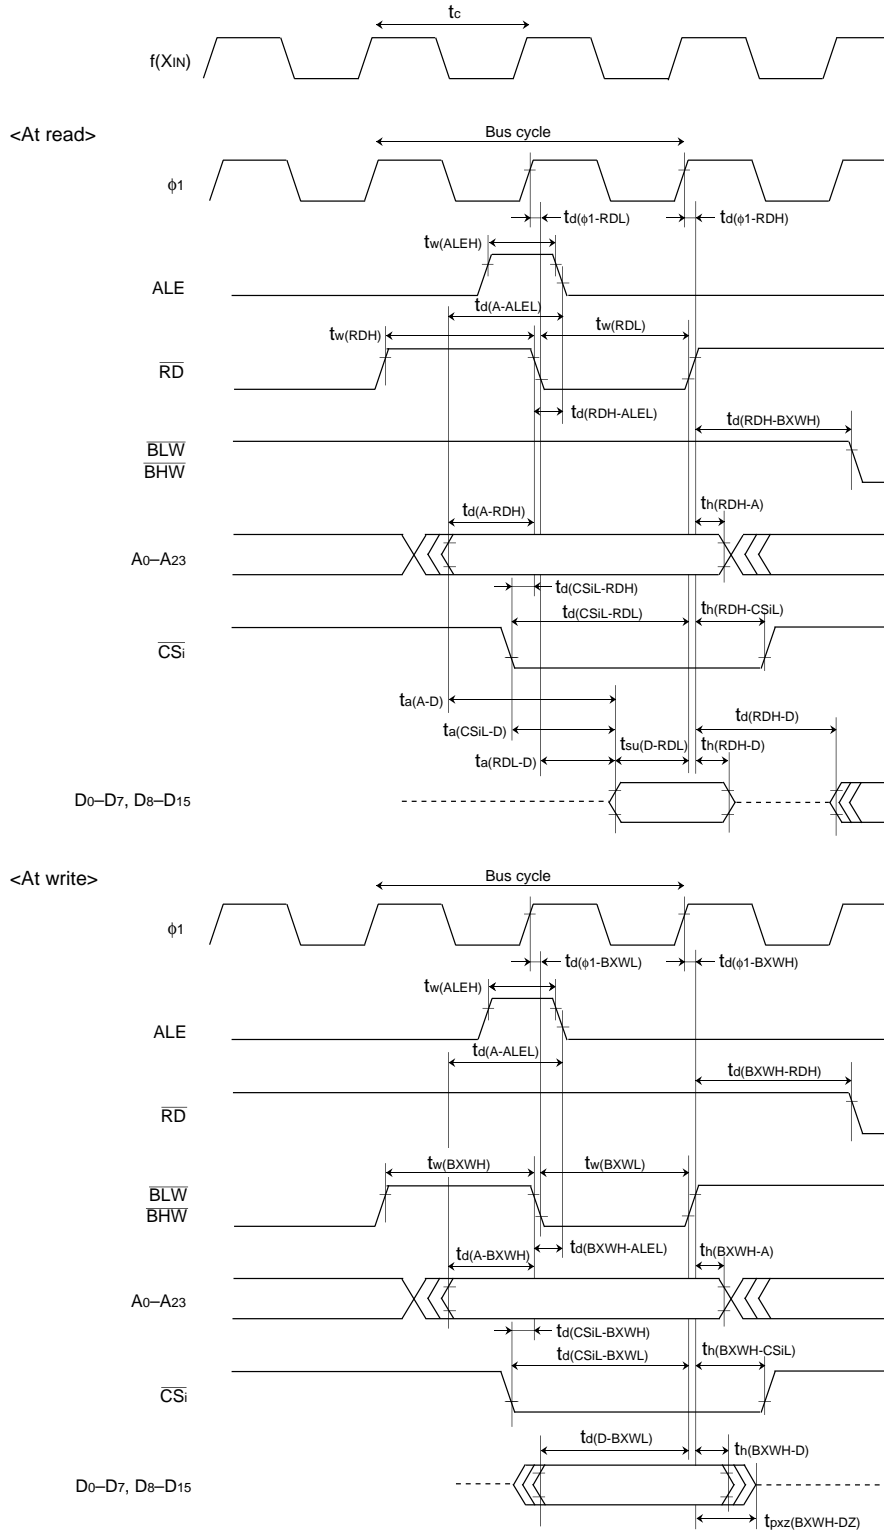 tc
f(XIN)
<At read>
Bus cycle
ϕ1
td(ϕ1-RDL)
td(ϕ1-RDH)
tw(ALEH)
ALE
td(A-ALEL)
tw(RDH)
tw(RDL)
RD
td(RDH-ALEL)
td(RDH-BXWH)
BLW
BHW
td(A-RDH)
th(RDH-A)
A0–A23
td(CSiL-RDH)
td(CSiL-RDL)
th(RDH-CSiL)
CSi
ta(A-D)
td(RDH-D)
ta(CSiL-D)
tsu(D-RDL)
th(RDH-D)
ta(RDL-D)
D0–D7, D8–D15
<At write>
Bus cycle
ϕ1
td(ϕ1-BXWL)
td(ϕ1-BXWH)
tw(ALEH)
ALE
td(A-ALEL)
td(BXWH-RDH)
RD
tw(BXWH)
tw(BXWL)
BLW
BHW
td(A-BXWH)
td(BXWH-ALEL)
th(BXWH-A)
A0–A23
td(CSiL-BXWH)
td(CSiL-BXWL)
th(BXWH-CSiL)
CSi
td(D-BXWL)
th(BXWH-D)
D0–D7, D8–D15
tpxz(BXWH-DZ)